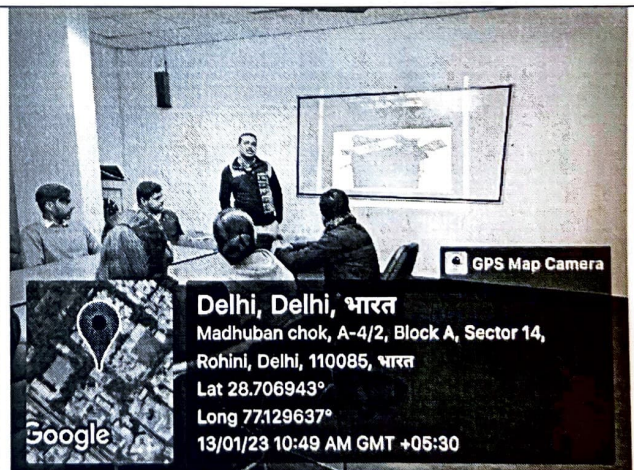 GPS Map Camera
Delhi, Delhi, भारत
Madhuban chok, A-4/2, Block A, Sector 14,
Rohini, Delhi, 110085, भारत
Lat 28.706943°
Long 77.129637°
13/01/23 10:49 AM GMT +05:30
Google